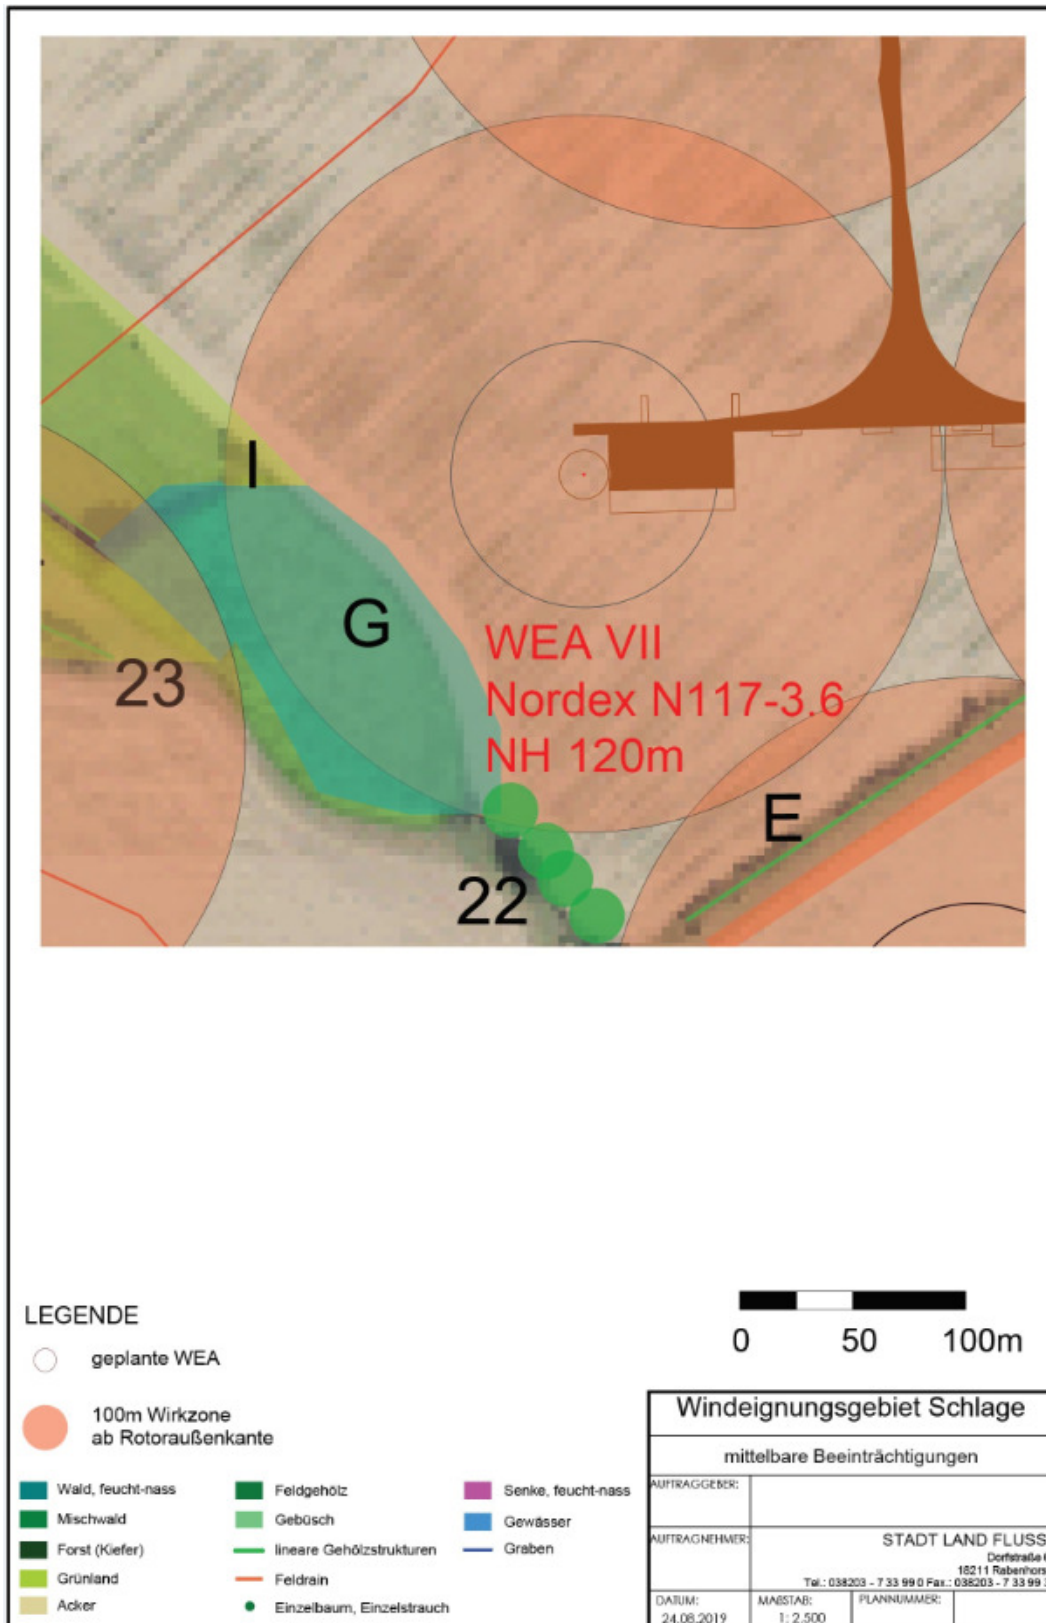 I
G
23
WEA VII
Nordex N117-3.6
NH 120m
E
22
LEGENDE
geplante WEA
100m Wirkzone
ab Rotoraußenkante
Wald, feucht-nass
Mischwald
Forst (Kiefer)
Grünland
Acker
Feldgehölz
Gebüsch
lineare Gehölzstrukturen
Feldrain
Einzelbaum, Einzelstrauch
Senke, feucht-nass
Gewässer
Graben
0 50 100m
Windeignungsgebiet Schlage
mittelbare Beeinträchtigungen
AUFTRAGGEBER:
AUFTRAGNEHMER:
STADT LAND FLUSS
Dorfstraße 6
18211 Rabenhorst
Tel.: 038203 - 7 33 99 0 Fax.: 038203 - 7 33 99
DATUM:
24.08.2019
MAßSTAB:
1: 2.500
PLANNUMMER: